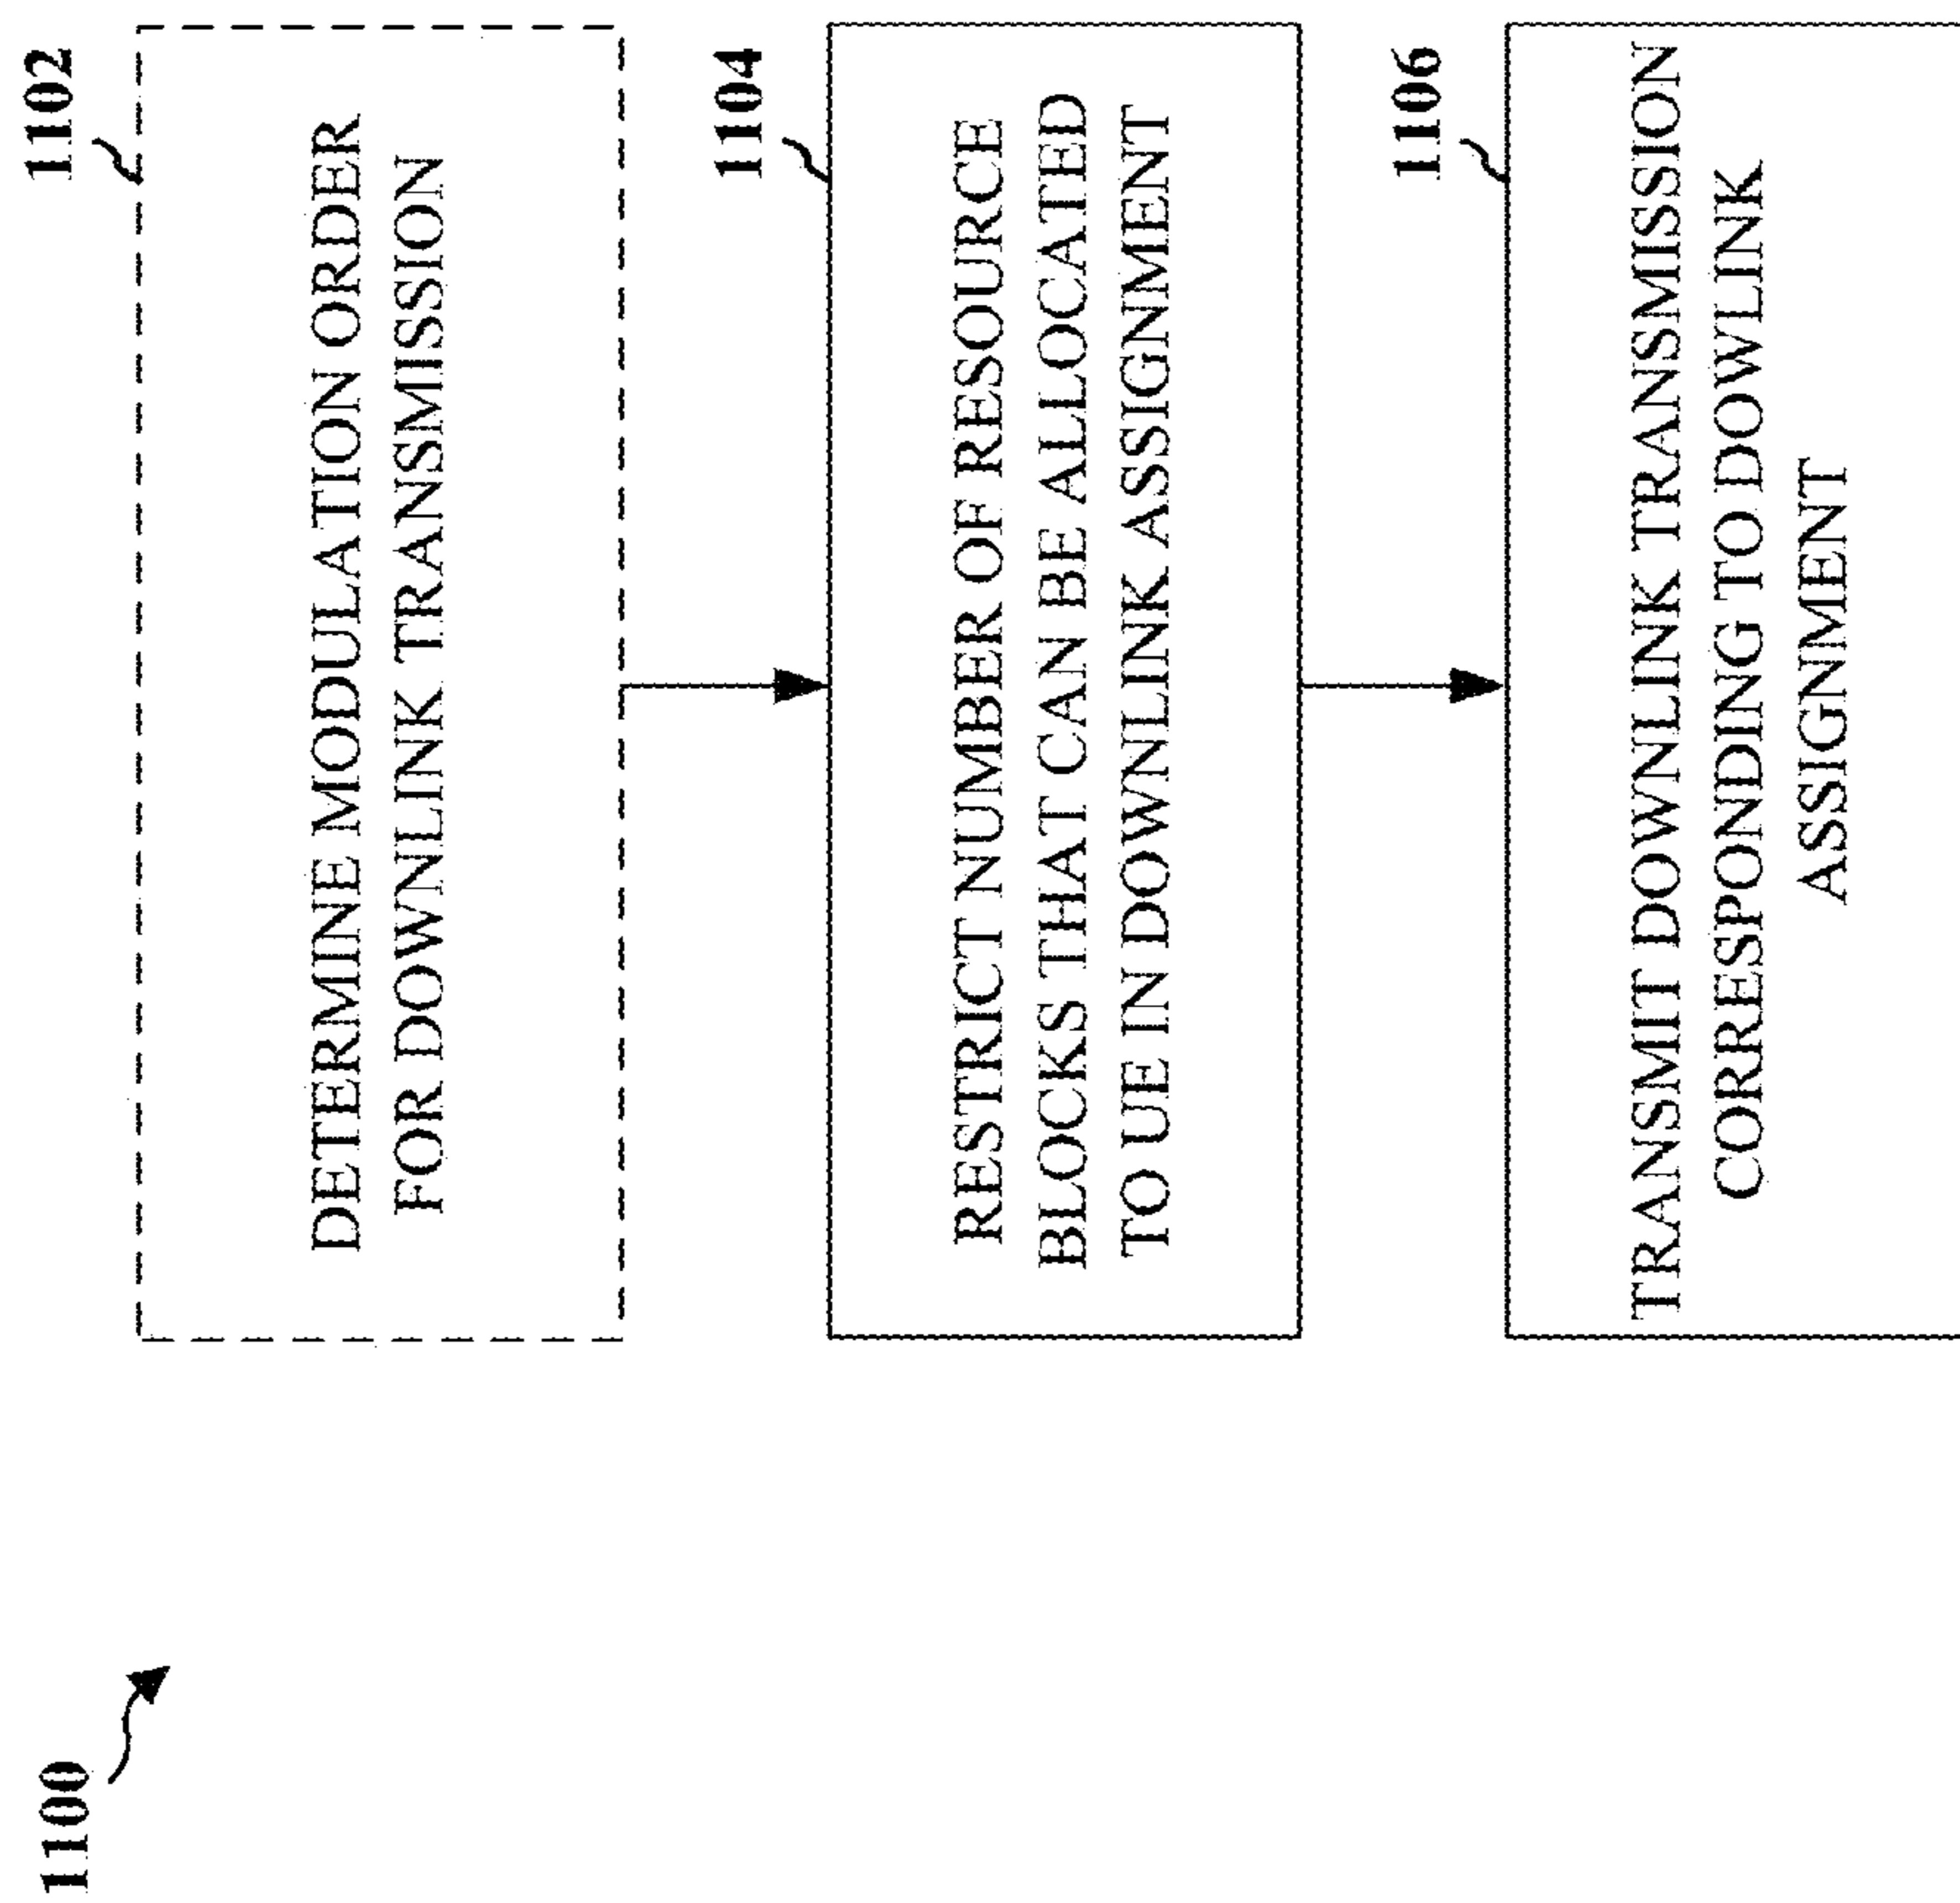 1100
1102
DETERMINE MODULATION ORDER
FOR DOWNLINK TRANSMISSION
1104
RESTRICT NUMBER OF RESOURCE
BLOCKS THAT CAN BE ALLOCATED
TO UE IN DOWNLINK ASSIGNMENT
1106
TRANSMIT DOWNLINK TRANSMISSION
CORRESPONDING TO DOWLINK
ASSIGNMENT